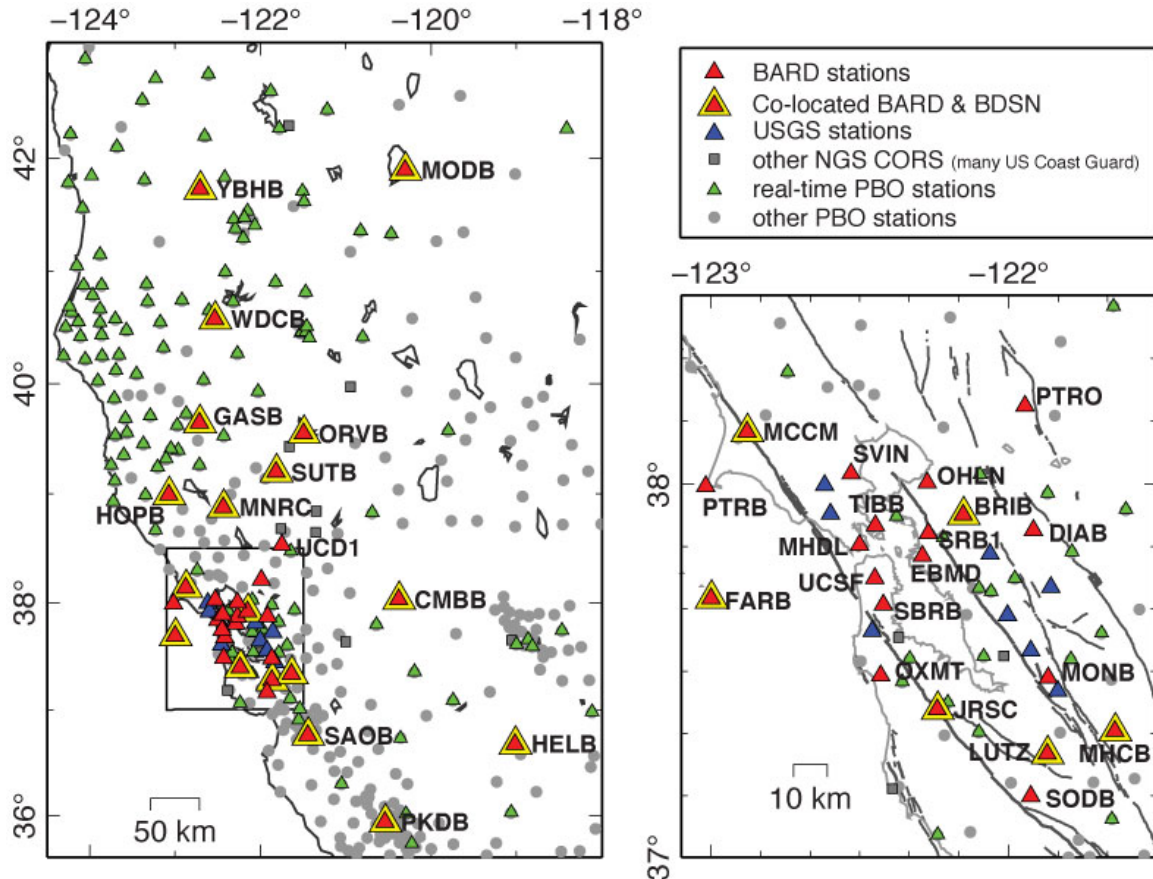 −124°
−122°
−120°
−118°
42°
40°
38°
36°
MODB
YBHB
WDCB
GASB
ORVB
SUTB
HOPB
MNRC
UCD1
CMBB
SAOB
HELB
PKDB
50 km
BARD stations
Co-located BARD & BDSN
USGS stations
other NGS CORS (many US Coast Guard)
real-time PBO stations
other PBO stations
−123°
−122°
38°
37°
PTRO
MCCM
SVIN
OHLN
PTRB
TIBB
BRIB
DIAB
MHDL
SRB1
EBMD
UCSF
FARB
SBRB
OXMT
MONB
JRSC
LUTZ
MHCB
SODB
10 km